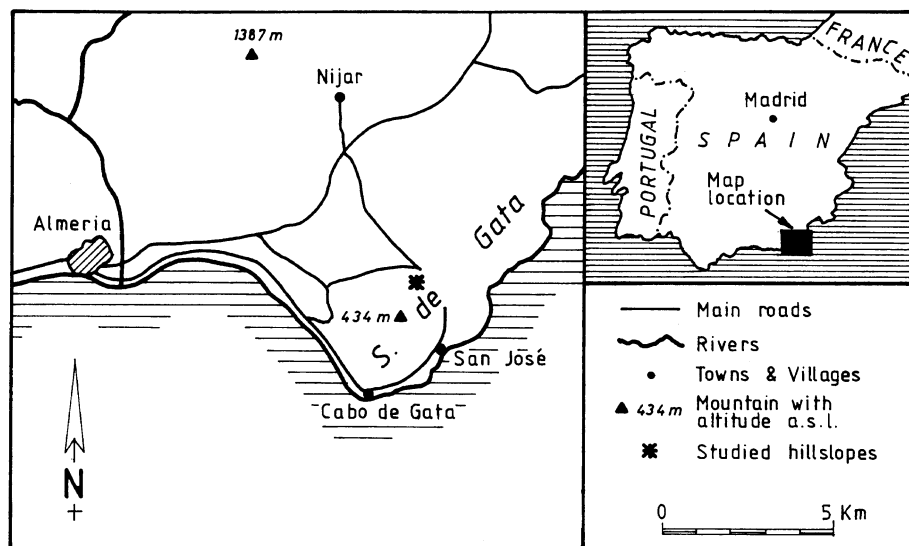 1387 m
Nijar
Almeria
Gata
de
S.
434 m
San José
Cabo de Gata
N
FRANCE
PORTUGAL
Madrid
SPAIN
Map
location
Main roads
Rivers
Towns & Villages
434 m
Mountain with
altitude a.s.l.
Studied hillslopes
0 5 Km